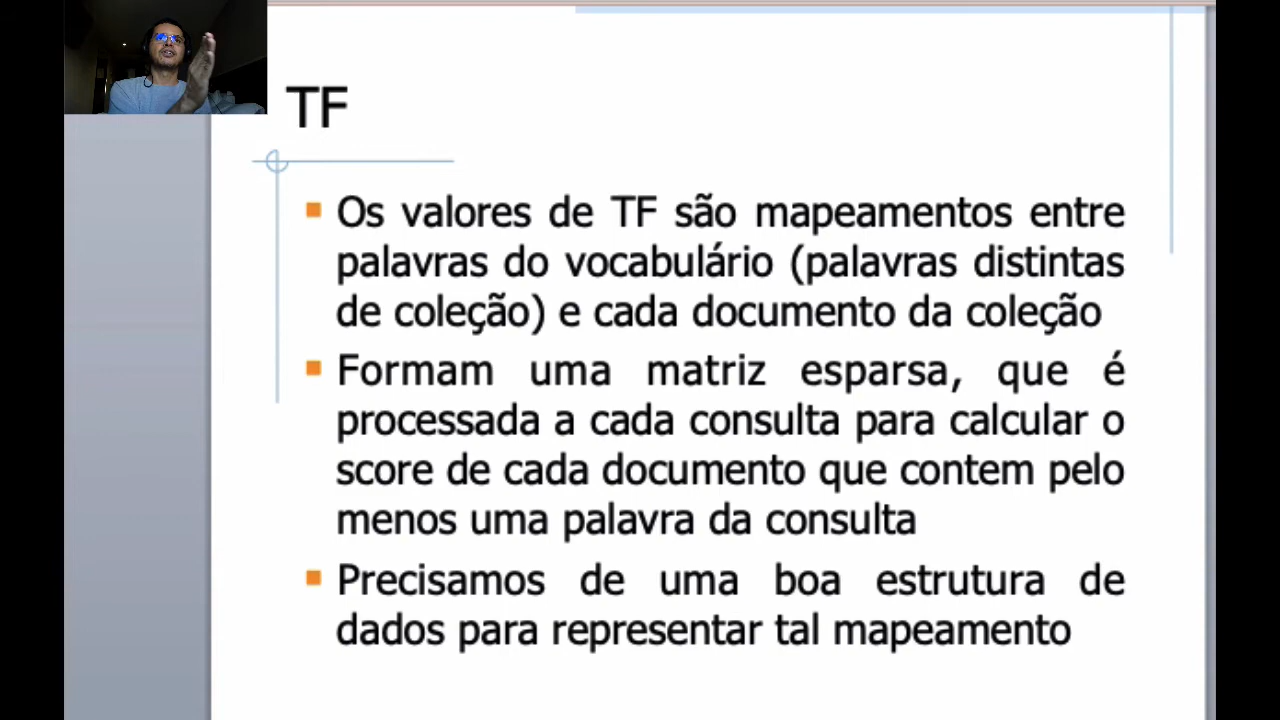 TF
Os valores de TF são mapeamentos entre
palavras do vocabulário (palavras distintas
de coleção) e cada documento da coleção
Formam uma matriz esparsa, que é
processada a cada consulta para calcular o
score de cada documento que contem pelo
menos uma palavra da consulta
Precisamos de uma boa estrutura de
dados para representar tal mapeamento